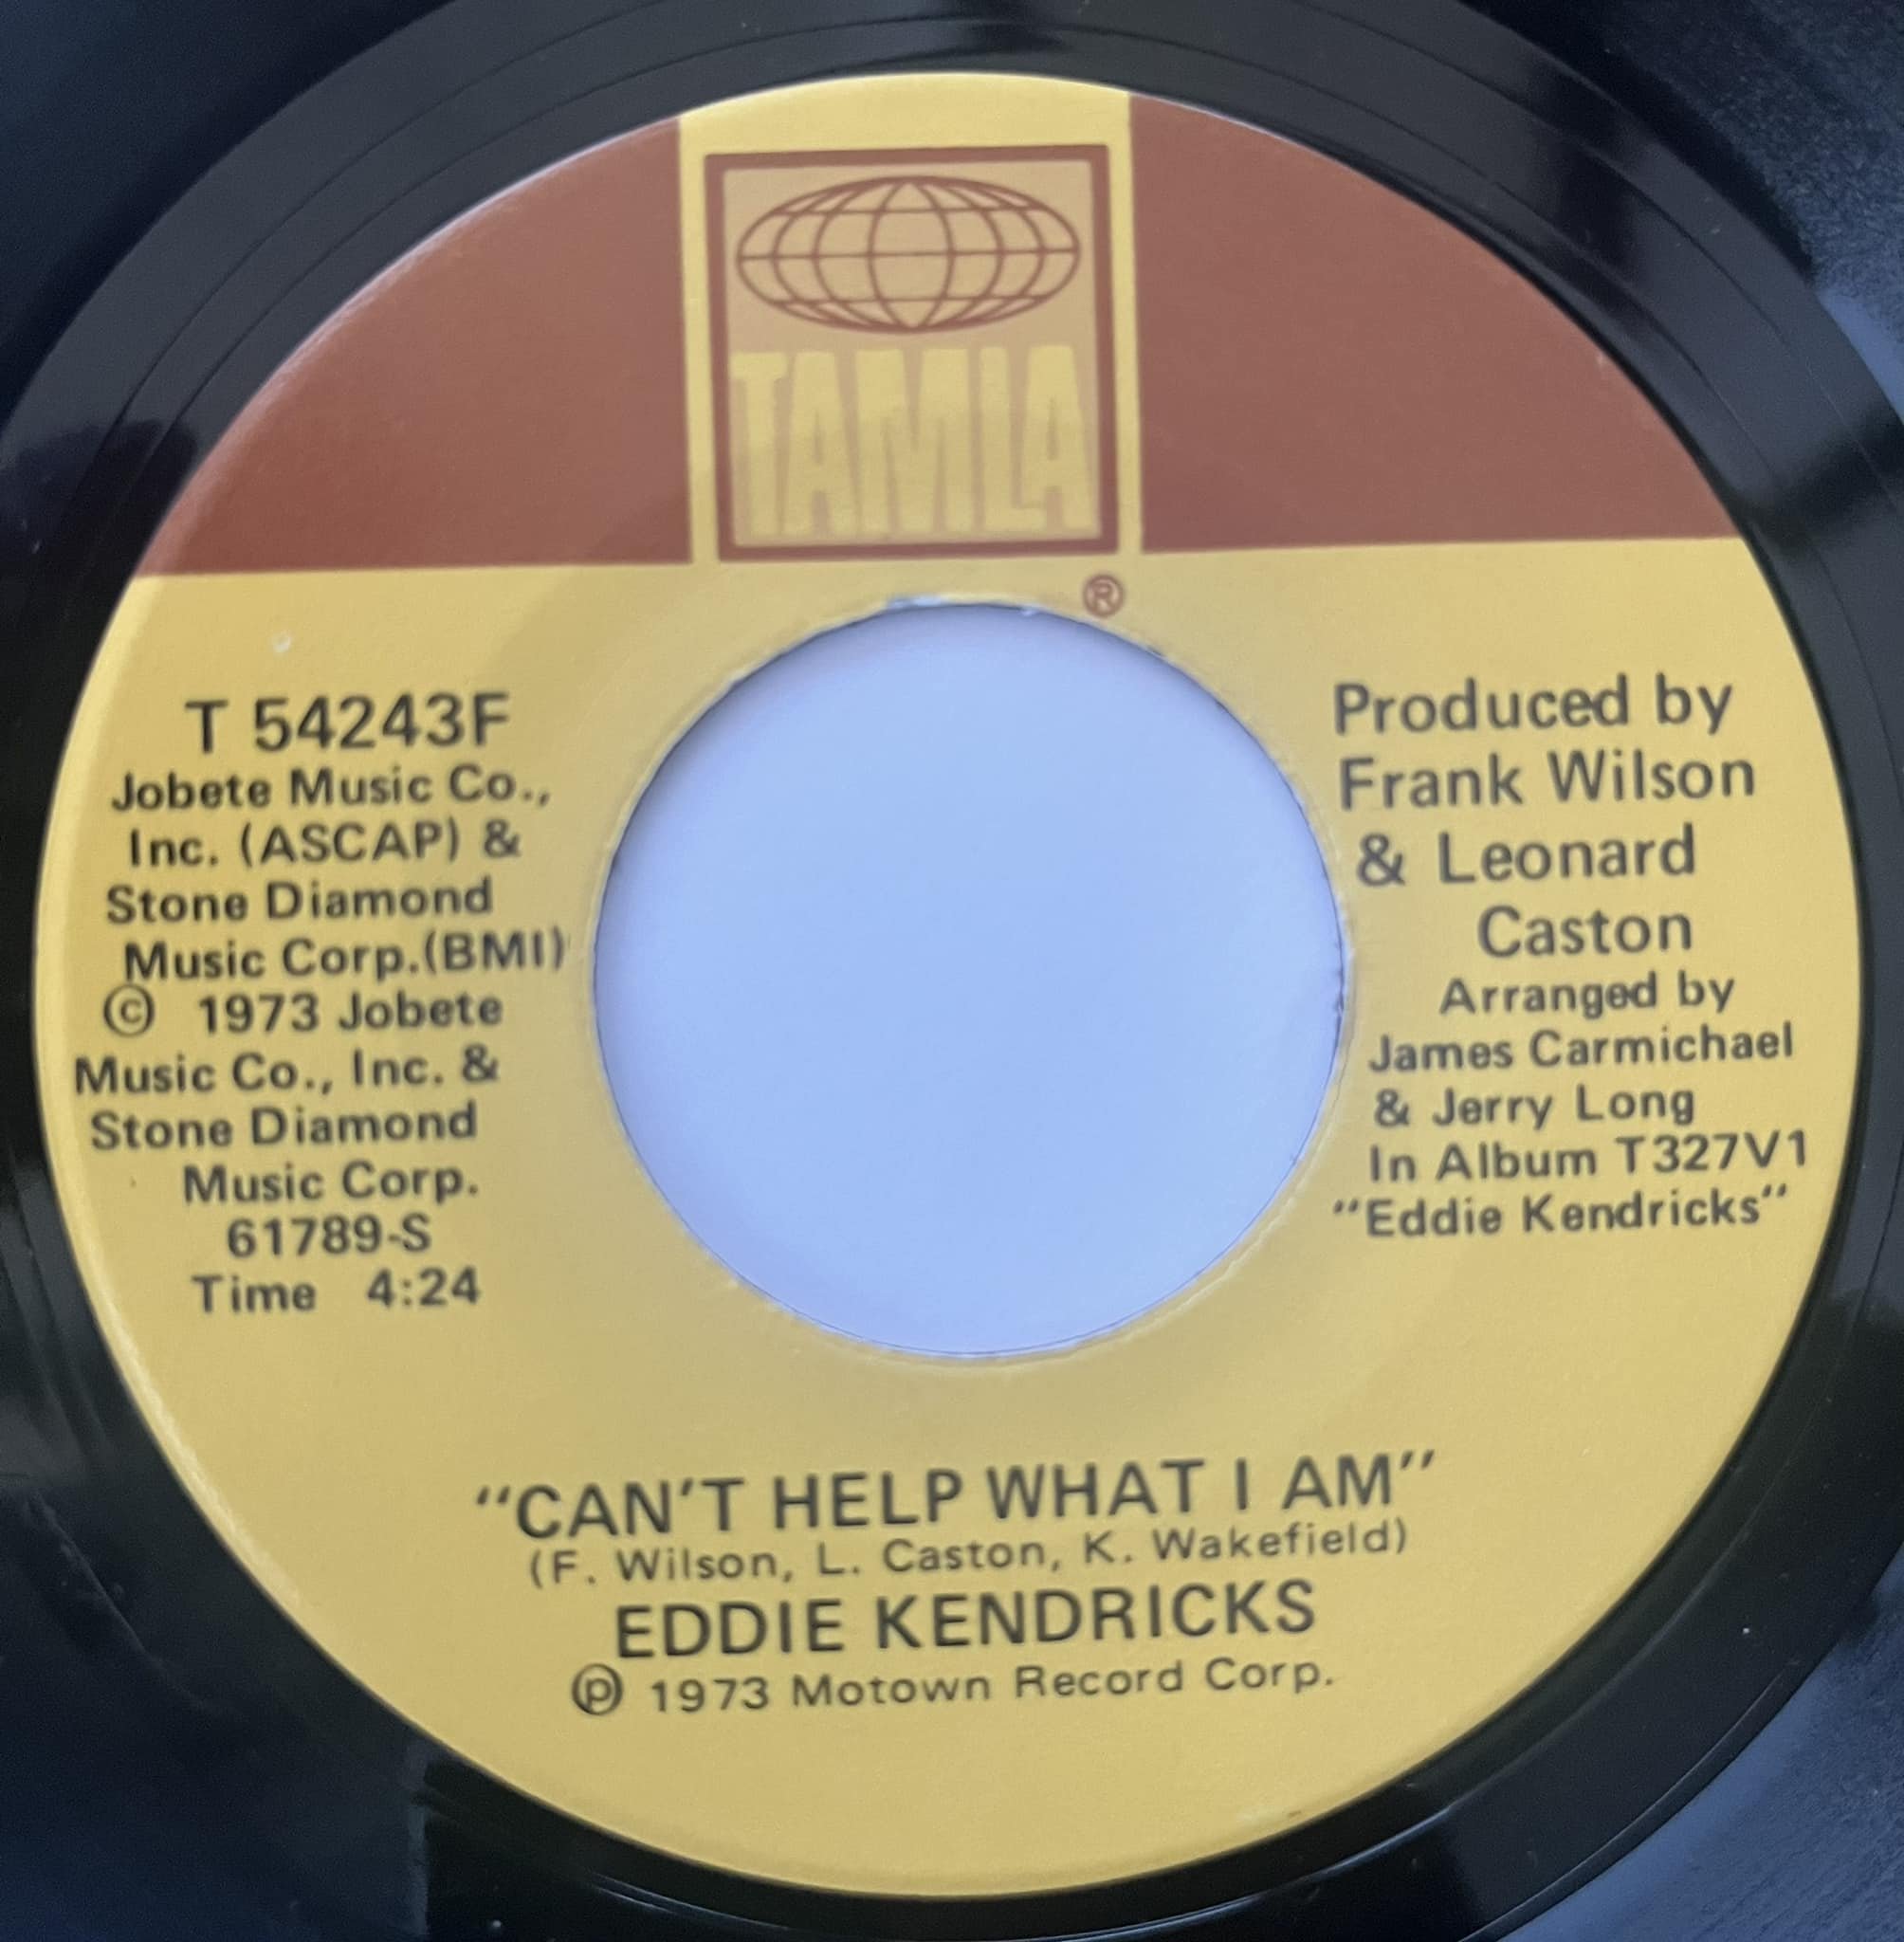 TAMLA
®
T 54243F
Jobete Music Co.,
Inc. (ASCAP) &
Stone Diamond
Music Corp.(BMI)
© 1973 Jobete
Music Co., Inc. &
Stone Diamond
Music Corp.
61789-S
Time 4:24
Produced by
Frank Wilson
& Leonard
Caston
Arranged by
James Carmichael
& Jerry Long
In Album T327V1
"Eddie Kendricks"
"CAN'T HELP WHAT I AM"
(F. Wilson, L. Caston, K. Wakefield)
EDDIE KENDRICKS
℗ 1973 Motown Record Corp.